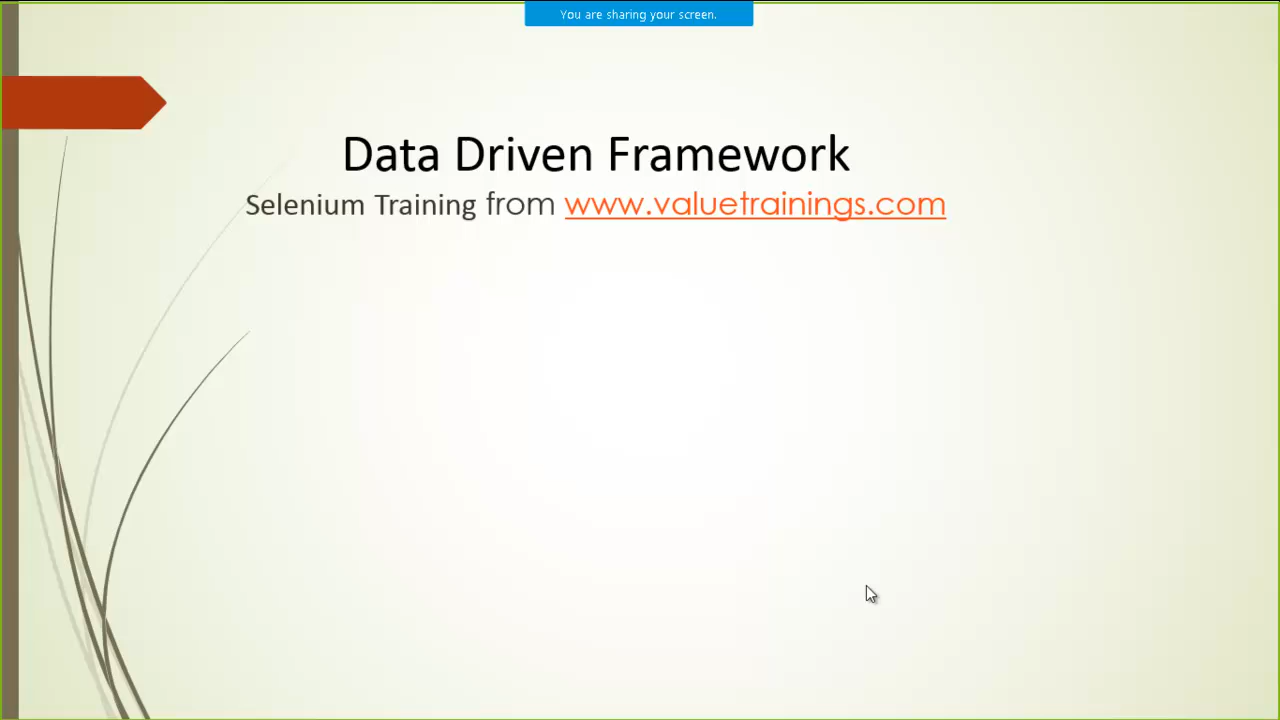 You are sharing your screen.
Data Driven Framework
Selenium Training from www.valuetrainings.com